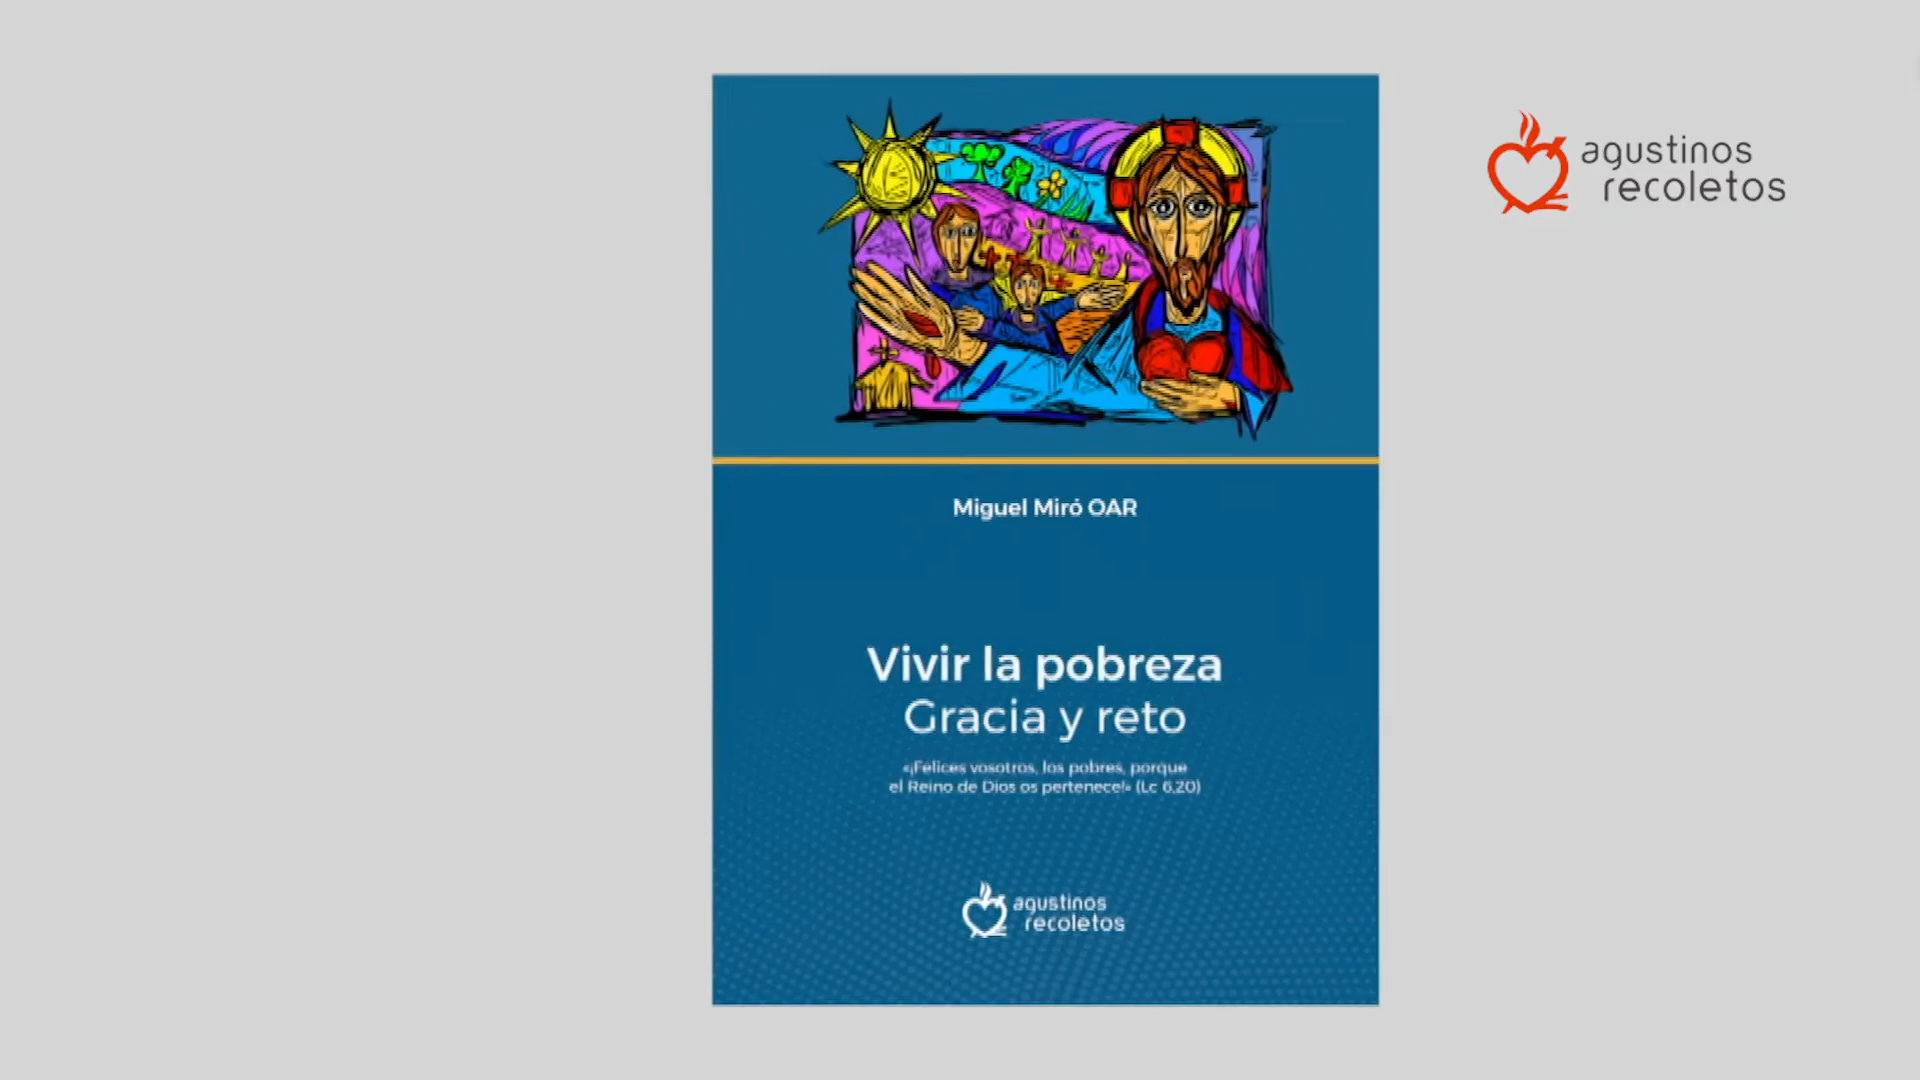 agustinos
recoletos
Miguel Miró OAR
Vivir la pobreza
Gracia y reto
«¡Felices vosotros, los pobres, porque
el Reino de Dios os pertenece!» (Lc 6,20)
agustinos
recoletos